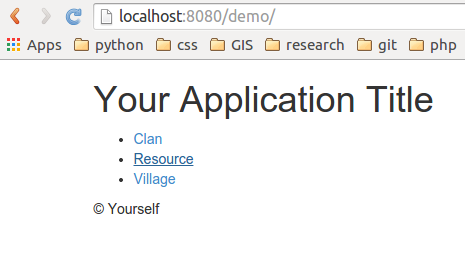 localhost:8080/demo/
Apps python css GIS research git php
Your Application Title
Clan
Resource
Village
© Yourself